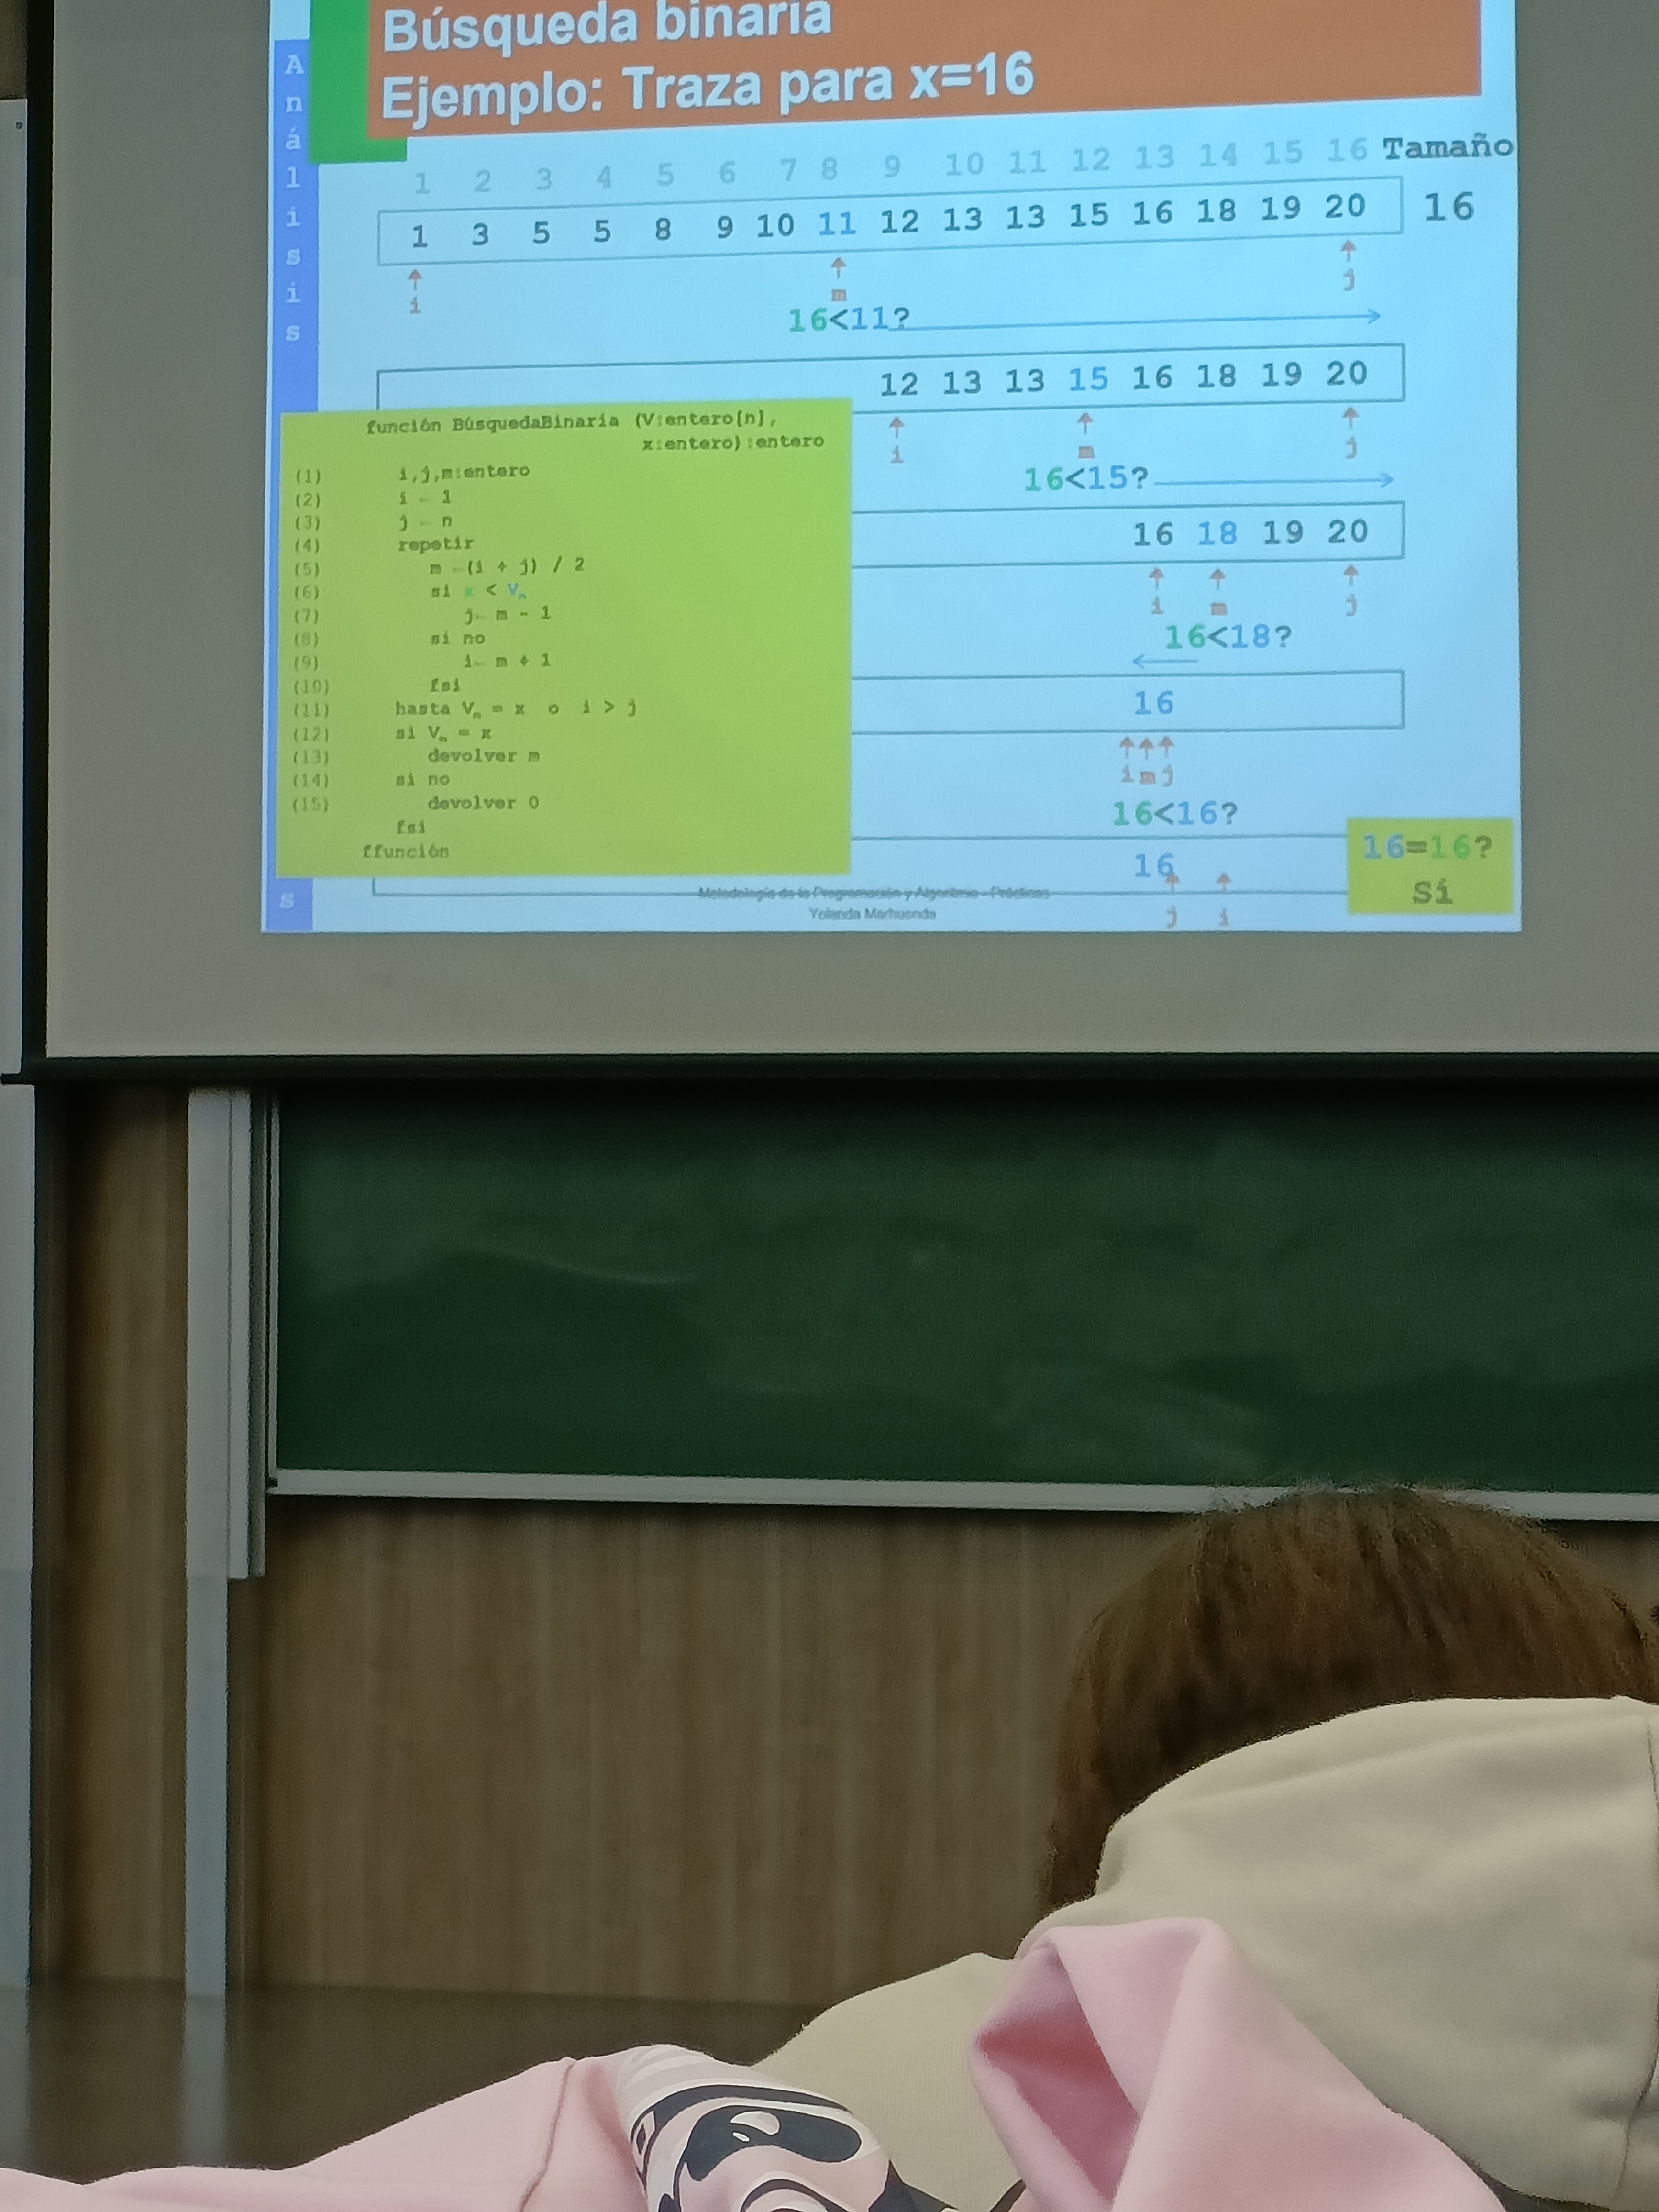 Búsqueda binaria
Ejemplo: Traza para x=16
Análisis
1 2 3 4 5 6 7 8 9 10 11 12 13 14 15 16 Tamaño
1 3 5 5 8 9 10 11 12 13 13 15 16 18 19 20 16
i m j
16<11?
12 13 13 15 16 18 19 20
i m j
16<15?
16 18 19 20
i m j
16<18?
16
i m j
16<16?
16
j i
16=16?
Sí
función BúsquedaBinaria (V:entero[n],
x:entero):entero
(1) i,j,m:entero
(2) i ← 1
(3) j ← n
(4) repetir
(5) m ← (i + j) / 2
(6) si x < Vm
(7) j← m - 1
(8) si no
(9) i← m + 1
(10) fsi
(11) hasta Vm = x o i > j
(12) si Vm = x
(13) devolver m
(14) si no
(15) devolver 0
fsi
ffunción
s
Metodología de la Programación y Algoritmia - Prácticas
Yolanda Marhuenda